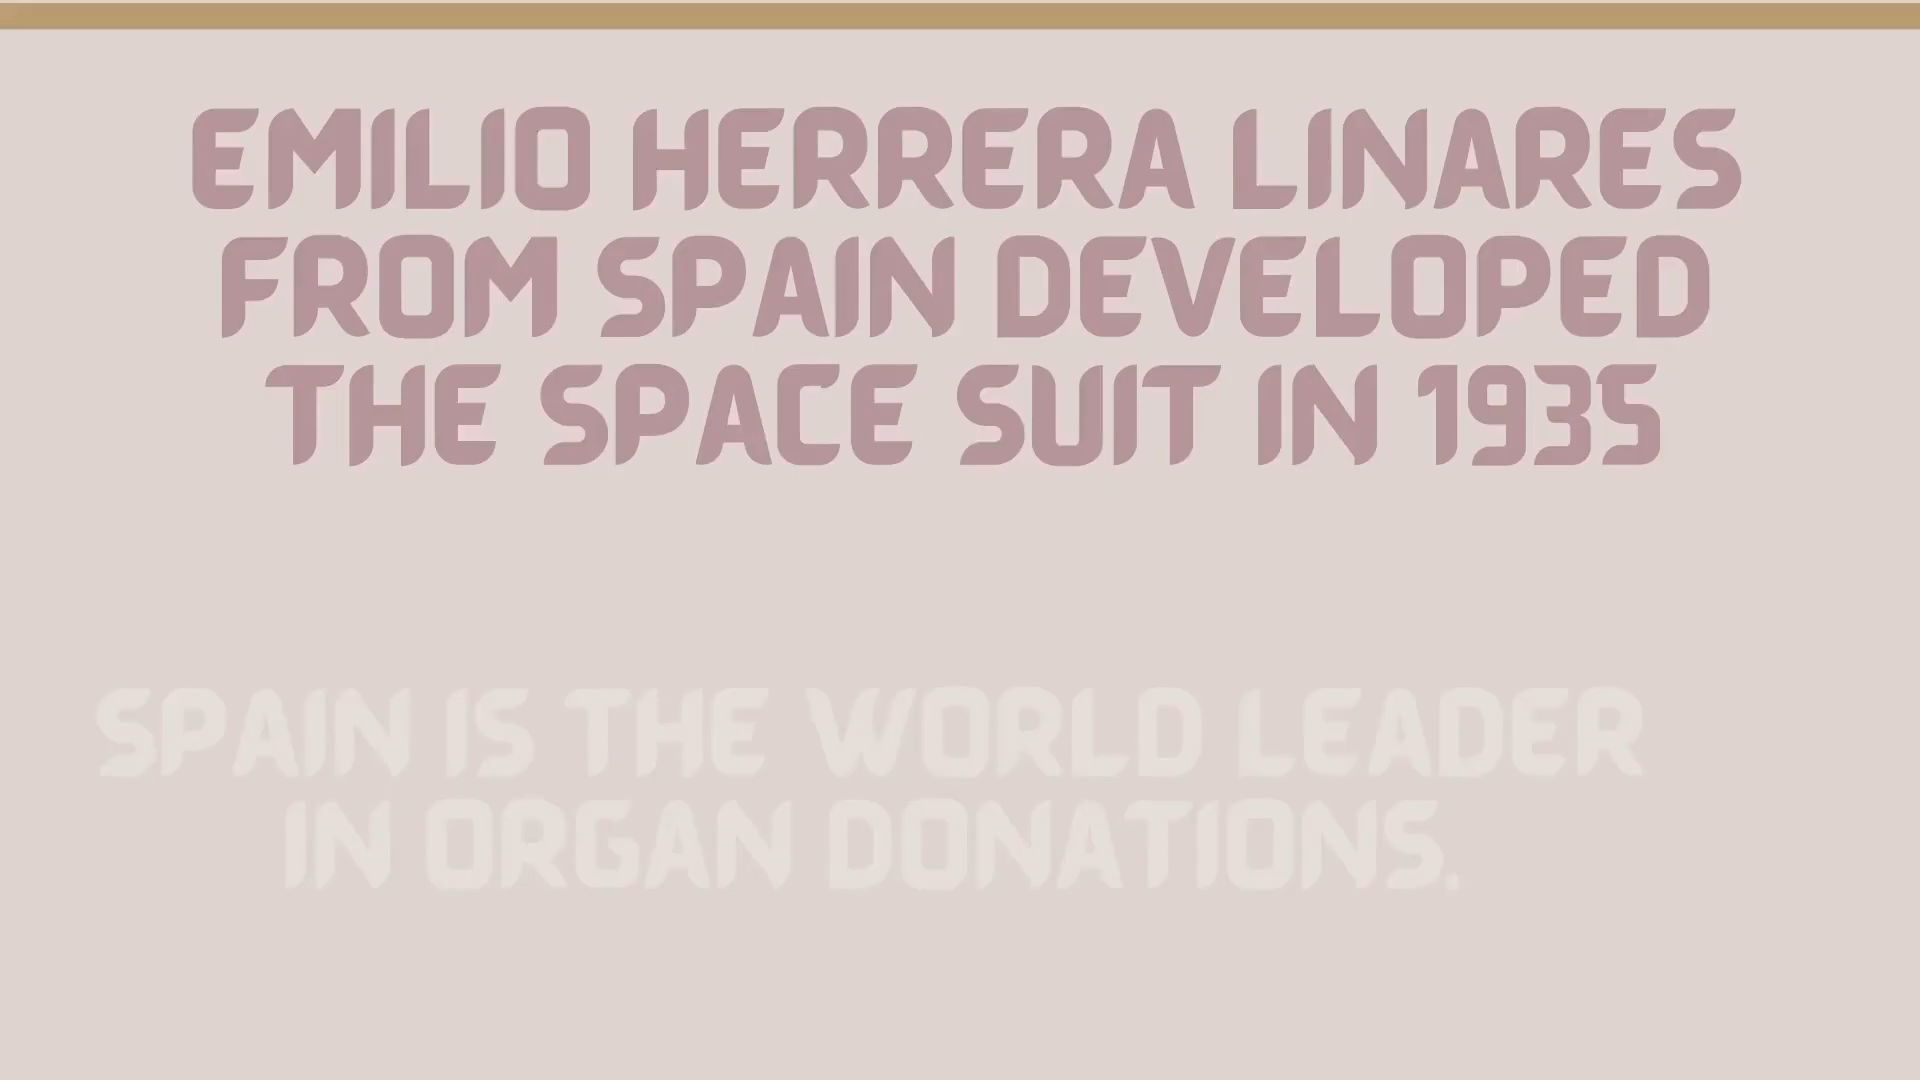 EMILIO HERRERA LINARES
FROM SPAIN DEVELOPED
THE SPACE SUIT IN 1935
SPAIN IS THE WORLD LEADER
IN ORGAN DONATIONS.